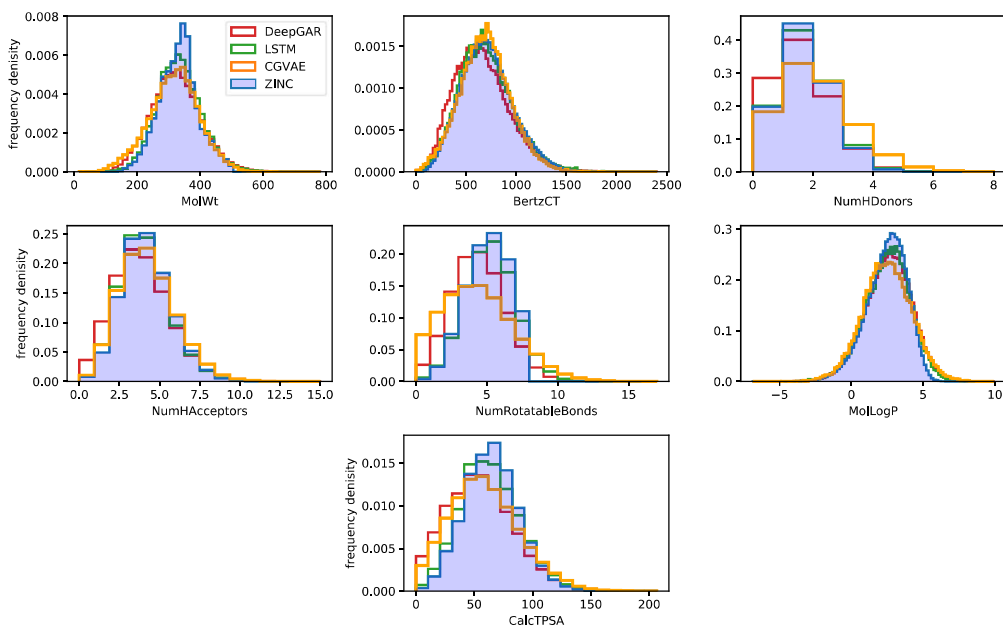 0.008
0.006
0.004
0.002
0.000
frequency denisity
0 200 400 600 800
MolWt
DeepGAR
LSTM
CGVAE
ZINC
0.0015
0.0010
0.0005
0.0000
0 500 1000 1500 2000
BertzCT
0.4
0.3
0.2
0.1
0.0
0 2 4 6 8
NumHDonors
0.25
0.20
0.15
0.10
0.05
0.00
frequency denisity
0.0 2.5 5.0 7.5 10.0 12.5 15.0
NumHAcceptors
0.20
0.15
0.10
0.05
0.00
0 5 10 15
NumRotatableBonds
0.3
0.2
0.1
0.0
−5 0 5 10
MolLogP
0.015
0.010
0.005
0.000
frequency denisity
0 50 100 150 200
CalcTPSA